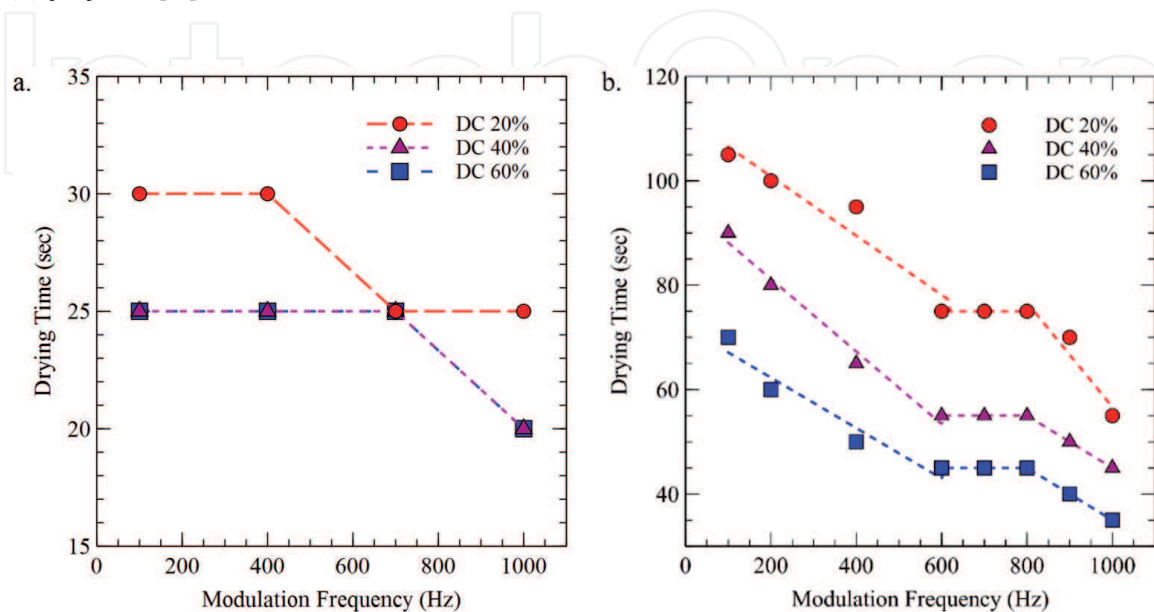 IntechOpen
a.
35
30
25
20
15
Drying Time (sec)
0
200
400
600
800
1000
Modulation Frequency (Hz)
DC 20%
DC 40%
DC 60%
b.
120
100
80
60
40
Drying Time (sec)
0
200
400
600
800
1000
Modulation Frequency (Hz)
DC 20%
DC 40%
DC 60%